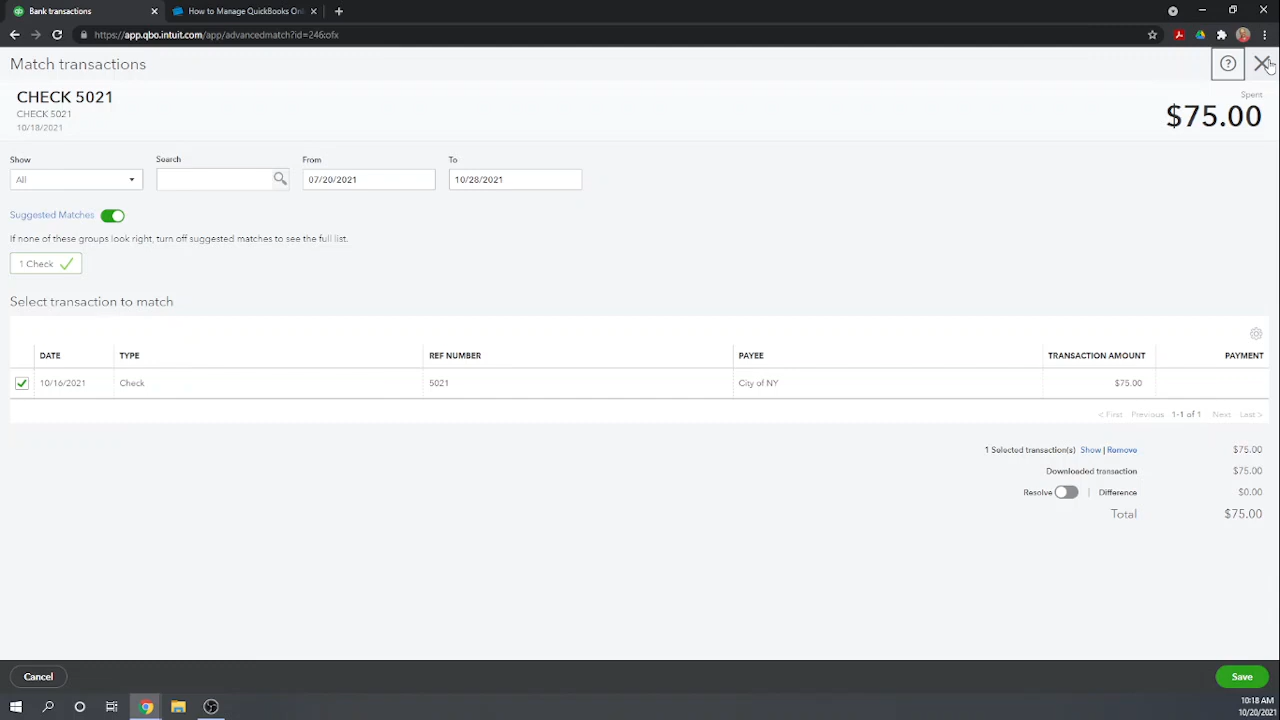 Bank transactions
How to Manage QuickBooks Onl
https://app.qbo.intuit.com/app/advancedmatch?id=246:ofx
Match transactions
CHECK 5021
CHECK 5021
10/18/2021
Spent
$75.00
Show
Search
From
To
All
07/20/2021
10/28/2021
Suggested Matches
If none of these groups look right, turn off suggested matches to see the full list.
1 Check
Select transaction to match
DATE TYPE REF NUMBER PAYEE TRANSACTION AMOUNT PAYMENT
10/16/2021 Check 5021 City of NY $75.00
< First Previous 1-1 of 1 Next Last >
1 Selected transaction(s) Show | Remove $75.00
Downloaded transaction $75.00
Resolve | Difference $0.00
Total $75.00
Cancel
Save
10:18 AM
10/20/2021